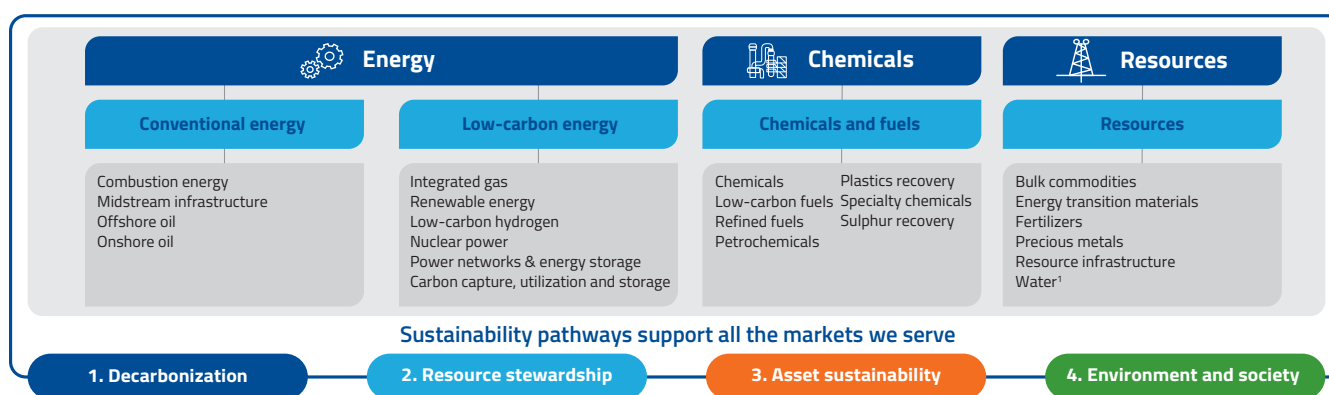 Energy
Chemicals
Resources
Conventional energy
Low-carbon energy
Chemicals and fuels
Resources
Combustion energy
Midstream infrastructure
Offshore oil
Onshore oil
Integrated gas
Renewable energy
Low-carbon hydrogen
Nuclear power
Power networks & energy storage
Carbon capture, utilization and storage
Chemicals
Low-carbon fuels
Refined fuels
Petrochemicals
Plastics recovery
Specialty chemicals
Sulphur recovery
Bulk commodities
Energy transition materials
Fertilizers
Precious metals
Resource infrastructure
Water¹
Sustainability pathways support all the markets we serve
1. Decarbonization
2. Resource stewardship
3. Asset sustainability
4. Environment and society